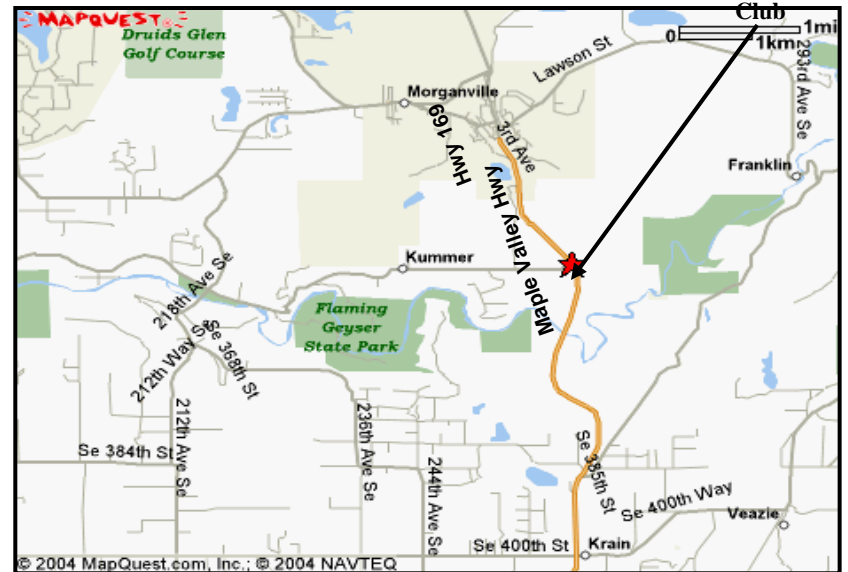 Club
MAPQUEST
0
1mi
1km
Druids Glen
Golf Course
Lawson St
293rd Ave Se
Morganville
Hwy 169
3rd Ave
Franklin
Maple Valley Hwy
Kummer
218th Ave Se
Flaming
Geyser
State Park
212th Way Se
Se 368th St
212th Ave Se
236th Ave Se
Se 384th St
244th Ave Se
Se 385th St
Se 400th Way
Veazie
Se 400th St
Krain
© 2004 MapQuest.com, Inc.; © 2004 NAVTEQ